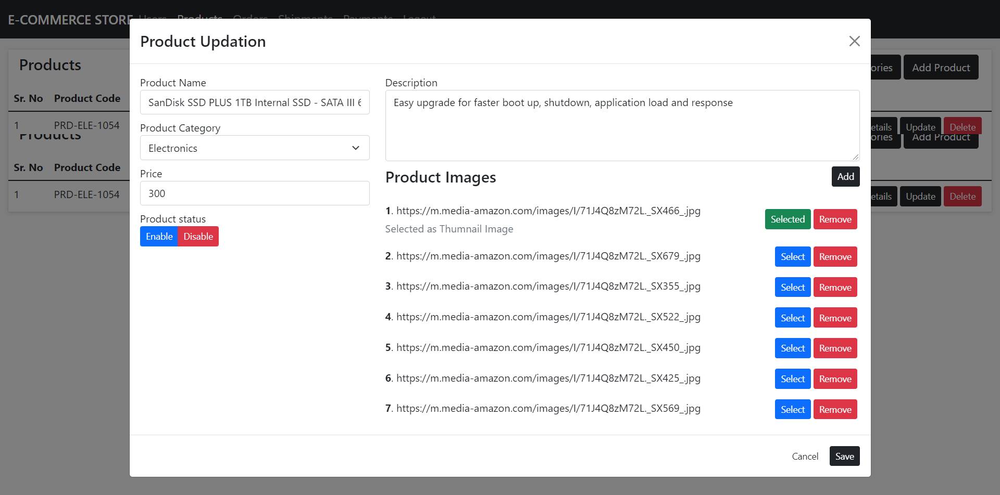 E-COMMERCE STORE Users Products Orders Shipments Payments Logout
Product Updation
Products
ories Add Product
Sr. No Product Code
1 PRD-ELE-1054
etails Update Delete
Products
ories Add Product
Sr. No Product Code
1 PRD-ELE-1054
etails Update Delete
Product Name
SanDisk SSD PLUS 1TB Internal SSD - SATA III 6
Product Category
Electronics
Price
300
Product status
Enable Disable
Description
Easy upgrade for faster boot up, shutdown, application load and response
Product Images Add
1. https://m.media-amazon.com/images/I/71J4Q8zM72L._SX466_.jpg
Selected as Thumnail Image
Selected Remove
2. https://m.media-amazon.com/images/I/71J4Q8zM72L._SX679_.jpg Select Remove
3. https://m.media-amazon.com/images/I/71J4Q8zM72L._SX355_.jpg Select Remove
4. https://m.media-amazon.com/images/I/71J4Q8zM72L._SX522_.jpg Select Remove
5. https://m.media-amazon.com/images/I/71J4Q8zM72L._SX450_.jpg Select Remove
6. https://m.media-amazon.com/images/I/71J4Q8zM72L._SX425_.jpg Select Remove
7. https://m.media-amazon.com/images/I/71J4Q8zM72L._SX569_.jpg Select Remove
Cancel Save